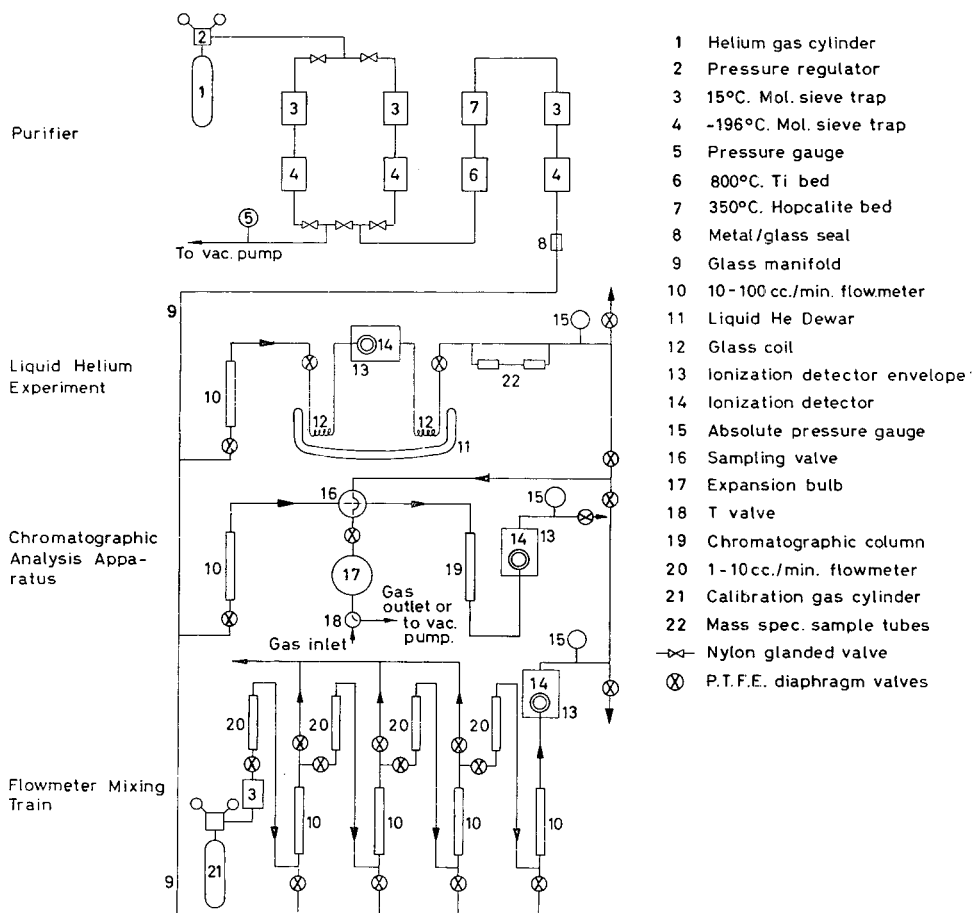 2
1
3
3
4
4
7
3
6
4
5
8
Purifier
To vac. pump
9
Liquid Helium
Experiment
10
12
14
13
12
11
22
15
Chromatographic
Analysis Appa-
ratus
10
16
17
18
Gas
outlet or
to vac.
pump.
Gas inlet
19
14
13
15
15
Flowmeter Mixing
Train
9
21
3
20
20
20
20
10
10
10
10
14
13
1 Helium gas cylinder
2 Pressure regulator
3 15°C. Mol. sieve trap
4 -196°C. Mol. sieve trap
5 Pressure gauge
6 800°C. Ti bed
7 350°C. Hopcalite bed
8 Metal/glass seal
9 Glass manifold
10 10-100 cc./min. flowmeter
11 Liquid He Dewar
12 Glass coil
13 Ionization detector envelope
14 Ionization detector
15 Absolute pressure gauge
16 Sampling valve
17 Expansion bulb
18 T valve
19 Chromatographic column
20 1-10cc./min. flowmeter
21 Calibration gas cylinder
22 Mass spec. sample tubes
Nylon glanded valve
P.T.F.E. diaphragm valves